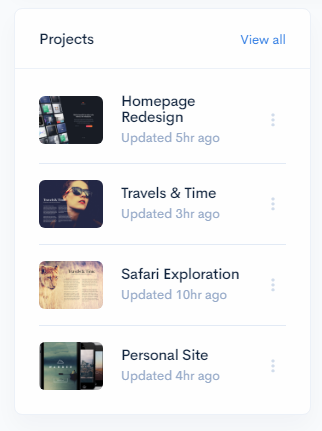 Projects
View all
Homepage
Redesign
Updated 5hr ago
Travels & Time
Updated 3hr ago
Safari Exploration
Updated 10hr ago
Personal Site
Updated 4hr ago